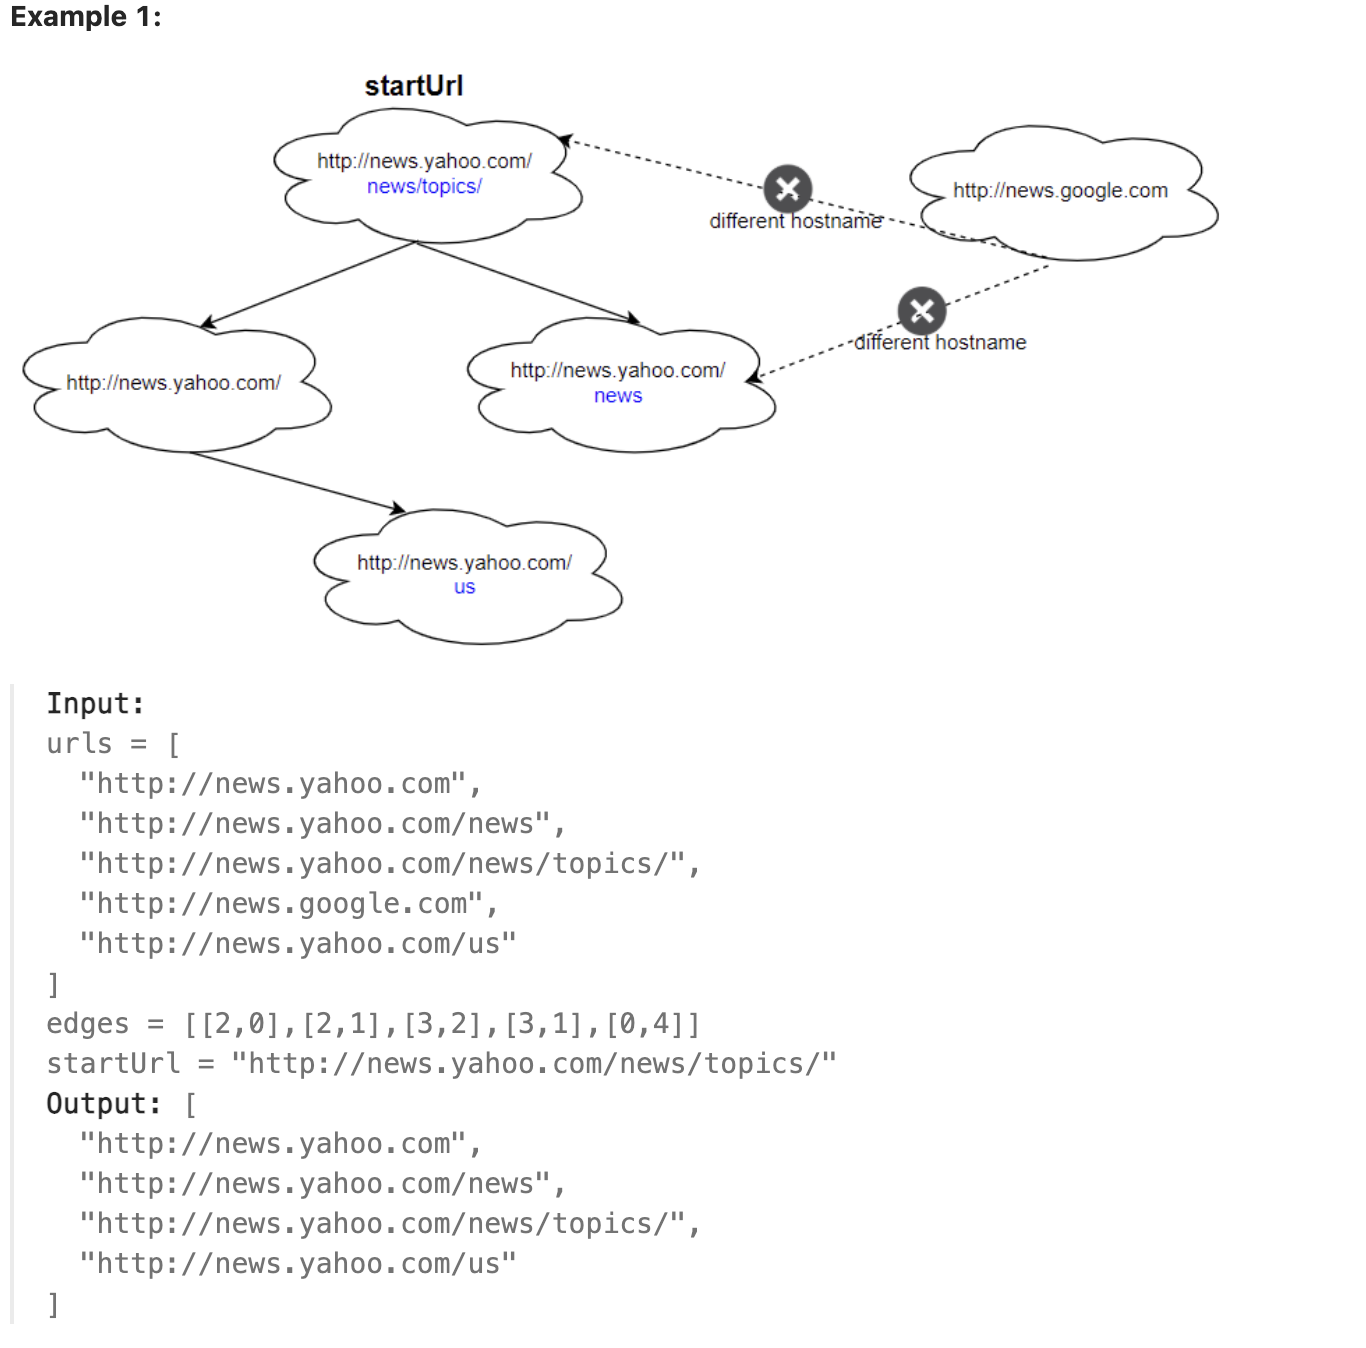 Example 1:
startUrl
http://news.yahoo.com/
news/topics/
http://news.google.com
different hostname
different hostname
http://news.yahoo.com/
http://news.yahoo.com/
news
http://news.yahoo.com/
us
Input:
urls = [
  "http://news.yahoo.com",
  "http://news.yahoo.com/news",
  "http://news.yahoo.com/news/topics/",
  "http://news.google.com",
  "http://news.yahoo.com/us"
]
edges = [[2,0],[2,1],[3,2],[3,1],[0,4]]
startUrl = "http://news.yahoo.com/news/topics/"
Output: [
  "http://news.yahoo.com",
  "http://news.yahoo.com/news",
  "http://news.yahoo.com/news/topics/",
  "http://news.yahoo.com/us"
]